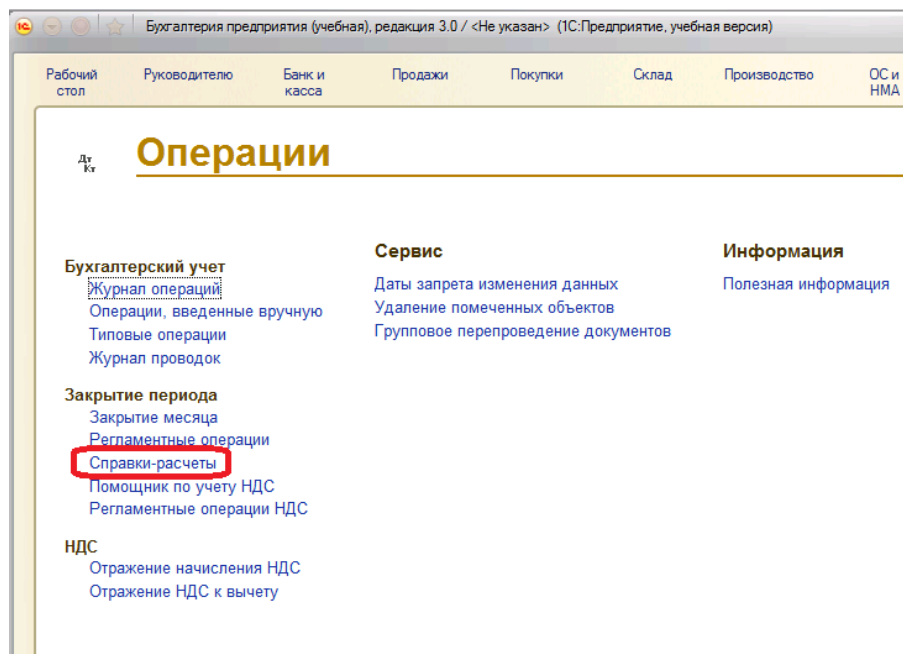 1С Бухгалтерия предприятия (учебная), редакция 3.0 / <Не указан> (1С:Предприятие, учебная версия)
Рабочий стол
Руководителю
Банк и касса
Продажи
Покупки
Склад
Производство
ОС и НМА
Дт Кт
Операции
Бухгалтерский учет
Журнал операций
Операции, введенные вручную
Типовые операции
Журнал проводок
Закрытие периода
Закрытие месяца
Регламентные операции
Справки-расчеты
Помощник по учету НДС
Регламентные операции НДС
НДС
Отражение начисления НДС
Отражение НДС к вычету
Сервис
Даты запрета изменения данных
Удаление помеченных объектов
Групповое перепроведение документов
Информация
Полезная информация